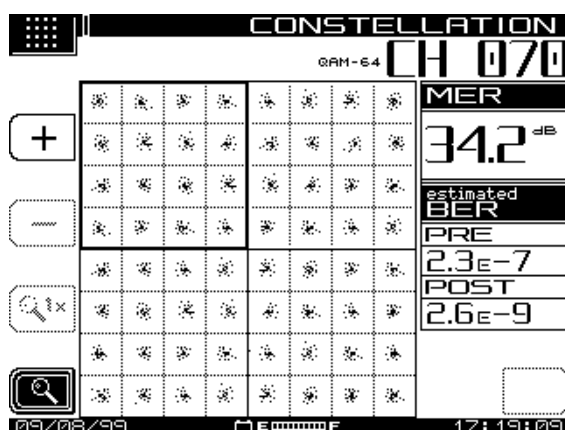 CONSTELLATION
QAM-64 CH 070
MER
34.2 dB
estimated
BER
PRE
2.3E-7
POST
2.6E-9
+
-
1x
09/08/99 E F 17:19:09